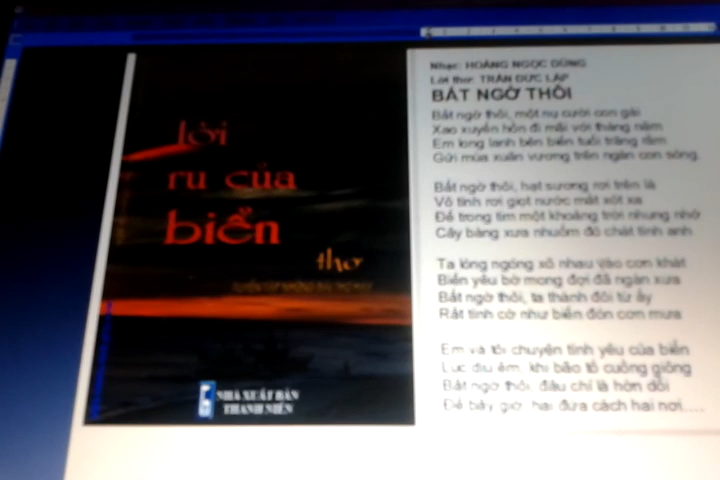 lời
ru của
biển
thơ
NHÀ XUẤT BẢN
THANH NIÊN
Nhạc: HOÀNG NGỌC DŨNG
Lời thơ: TRẦN ĐỨC LẬP
BẤT NGỜ THÔI
Bất ngờ thôi, một nụ cười con gái
Xao xuyến hồn đi mãi với tháng năm
Em long lanh bên biển tuổi trăng rằm
Gửi mùa xuân vương trên ngàn con sóng.
Bất ngờ thôi, hạt sương rơi trên lá
Vô tình rơi giọt nước mắt xót xa
Để trong tim một khoảng trời nhung nhớ
Cây bàng xưa nhuốm đỏ chát tình anh
Ta lóng ngóng xô nhau vào cơn khát
Biển yêu bờ mong đợi đã ngàn xưa
Bất ngờ thôi, ta thành đôi từ ấy
Rất tình cờ như biển đón cơn mưa
Em và tôi chuyện tình yêu của biển
Lúc dịu êm, khi bão tố cuồng giông
Bất ngờ thôi, đâu chỉ là hờn dỗi
Để bây giờ hai đứa cách hai nơi....